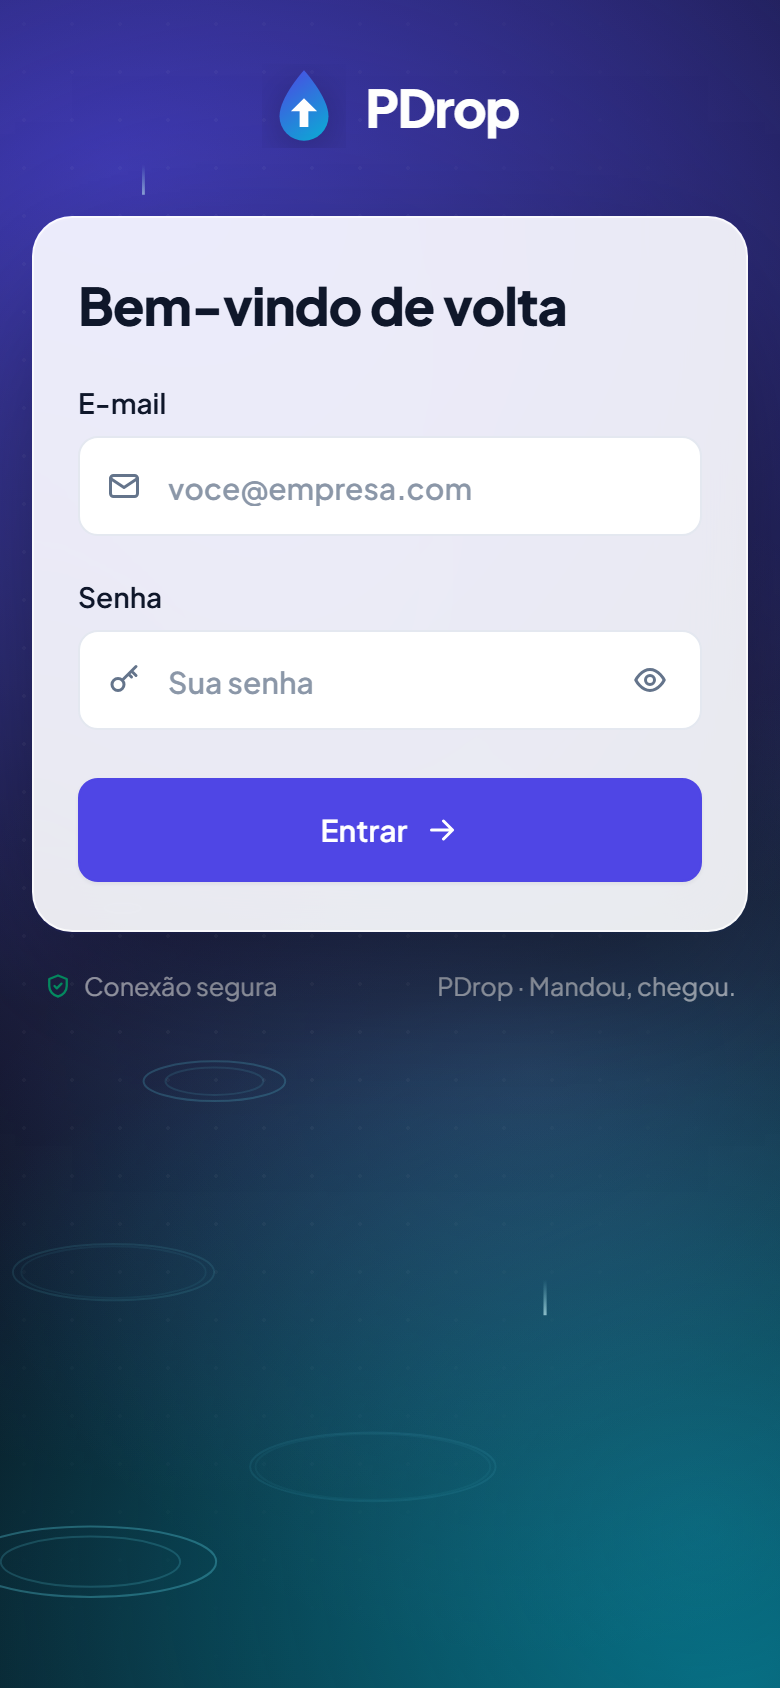 PDrop
Bem-vindo de volta
E-mail
voce@empresa.com
Senha
Sua senha
Entrar →
Conexão segura
PDrop · Mandou, chegou.